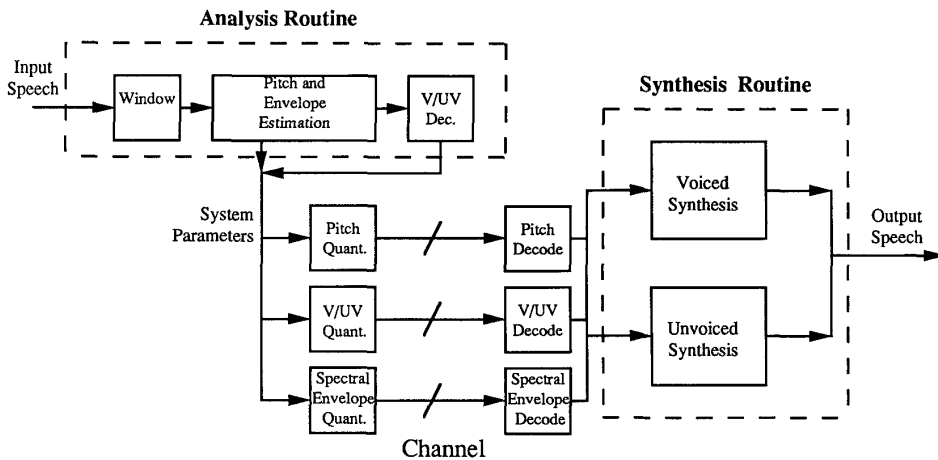 Analysis Routine
Input
Speech
Window
Pitch and
Envelope
Estimation
V/UV
Dec.
Synthesis Routine
System
Parameters
Pitch
Quant.
Pitch
Decode
V/UV
Quant.
V/UV
Decode
Spectral
Envelope
Quant.
Spectral
Envelope
Decode
Channel
Voiced
Synthesis
Unvoiced
Synthesis
Output
Speech